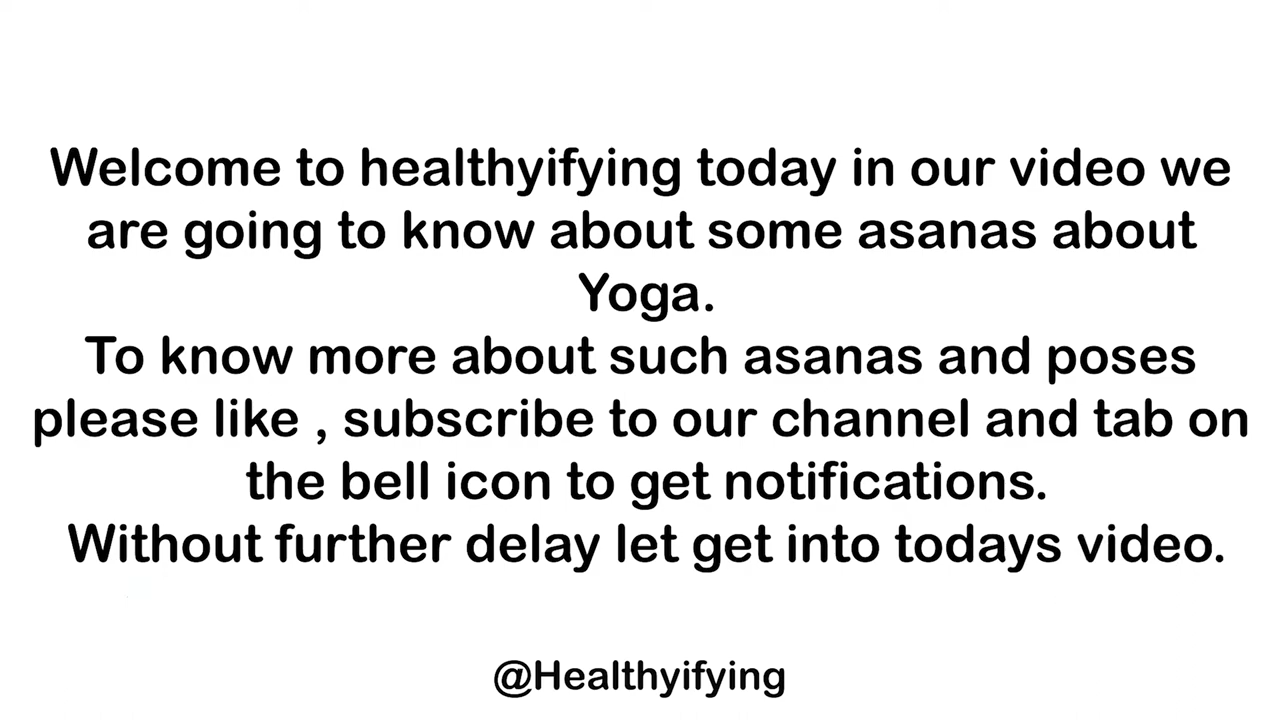 Welcome to healthyifying today in our video we
are going to know about some asanas about
Yoga.
To know more about such asanas and poses
please like , subscribe to our channel and tab on
the bell icon to get notifications.
Without further delay let get into todays video.
@Healthyifying